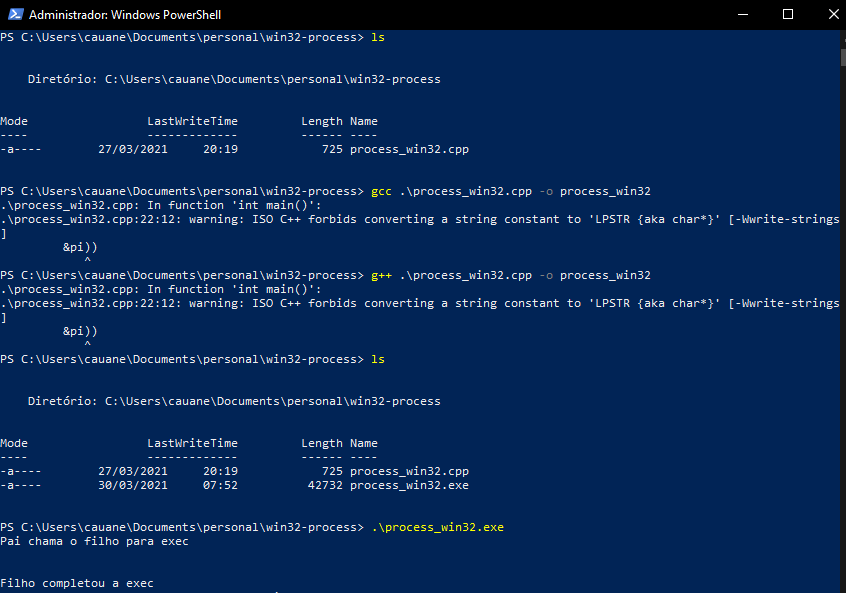 Administrador: Windows PowerShell
PS C:\Users\cauane\Documents\personal\win32-process> ls
Diretório: C:\Users\cauane\Documents\personal\win32-process
Mode                 LastWriteTime         Length Name
----                 -------------         ------ ----
-a----        27/03/2021     20:19            725 process_win32.cpp
PS C:\Users\cauane\Documents\personal\win32-process> gcc .\process_win32.cpp -o process_win32
.\process_win32.cpp: In function 'int main()':
.\process_win32.cpp:22:12: warning: ISO C++ forbids converting a string constant to 'LPSTR {aka char*}' [-Wwrite-strings
]
         &pi))
            ^
PS C:\Users\cauane\Documents\personal\win32-process> g++ .\process_win32.cpp -o process_win32
.\process_win32.cpp: In function 'int main()':
.\process_win32.cpp:22:12: warning: ISO C++ forbids converting a string constant to 'LPSTR {aka char*}' [-Wwrite-strings
]
         &pi))
            ^
PS C:\Users\cauane\Documents\personal\win32-process> ls
Diretório: C:\Users\cauane\Documents\personal\win32-process
Mode                 LastWriteTime         Length Name
----                 -------------         ------ ----
-a----        27/03/2021     20:19            725 process_win32.cpp
-a----        30/03/2021     07:52          42732 process_win32.exe
PS C:\Users\cauane\Documents\personal\win32-process> .\process_win32.exe
Pai chama o filho para exec
Filho completou a exec